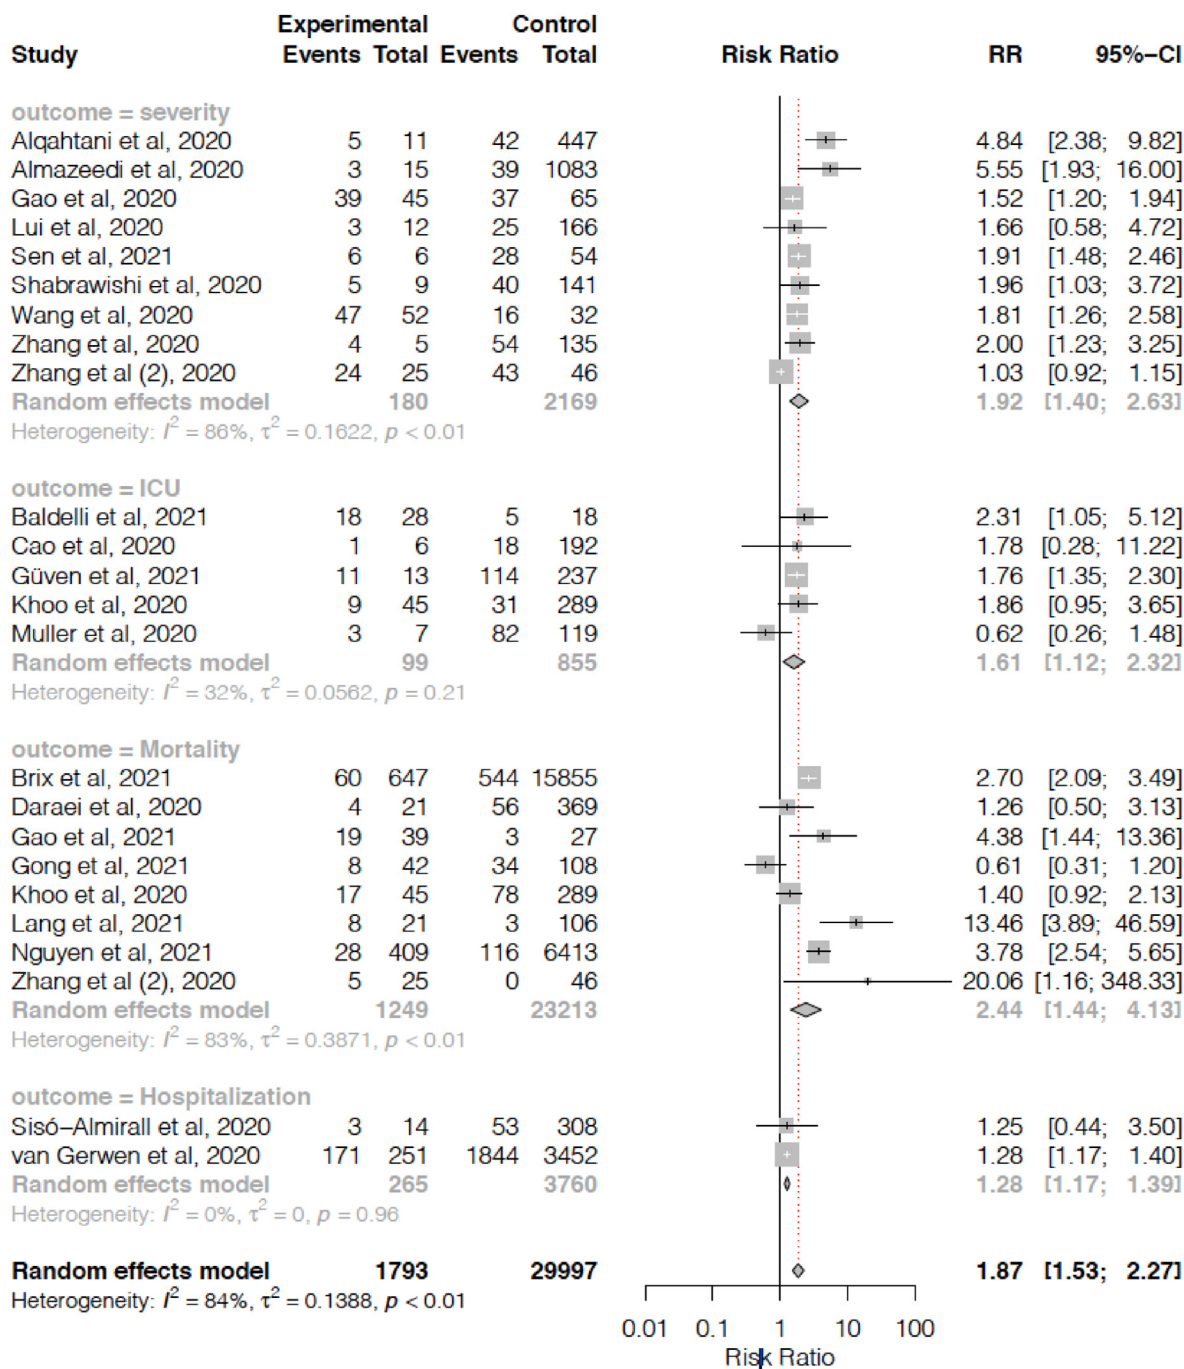 Experimental Control
Study Events Total Events Total Risk Ratio RR 95%−CI
outcome = severity
Alqahtani et al, 2020 5 11 42 447 4.84 [2.38; 9.82]
Almazeedi et al, 2020 3 15 39 1083 5.55 [1.93; 16.00]
Gao et al, 2020 39 45 37 65 1.52 [1.20; 1.94]
Lui et al, 2020 3 12 25 166 1.66 [0.58; 4.72]
Sen et al, 2021 6 6 28 54 1.91 [1.48; 2.46]
Shabrawishi et al, 2020 5 9 40 141 1.96 [1.03; 3.72]
Wang et al, 2020 47 52 16 32 1.81 [1.26; 2.58]
Zhang et al, 2020 4 5 54 135 2.00 [1.23; 3.25]
Zhang et al (2), 2020 24 25 43 46 1.03 [0.92; 1.15]
Random effects model 180 2169 1.92 [1.40; 2.63]
Heterogeneity: I² = 86%, τ² = 0.1622, p < 0.01
outcome = ICU
Baldelli et al, 2021 18 28 5 18 2.31 [1.05; 5.12]
Cao et al, 2020 1 6 18 192 1.78 [0.28; 11.22]
Güven et al, 2021 11 13 114 237 1.76 [1.35; 2.30]
Khoo et al, 2020 9 45 31 289 1.86 [0.95; 3.65]
Muller et al, 2020 3 7 82 119 0.62 [0.26; 1.48]
Random effects model 99 855 1.61 [1.12; 2.32]
Heterogeneity: I² = 32%, τ² = 0.0562, p = 0.21
outcome = Mortality
Brix et al, 2021 60 647 544 15855 2.70 [2.09; 3.49]
Daraei et al, 2020 4 21 56 369 1.26 [0.50; 3.13]
Gao et al, 2021 19 39 3 27 4.38 [1.44; 13.36]
Gong et al, 2021 8 42 34 108 0.61 [0.31; 1.20]
Khoo et al, 2020 17 45 78 289 1.40 [0.92; 2.13]
Lang et al, 2021 8 21 3 106 13.46 [3.89; 46.59]
Nguyen et al, 2021 28 409 116 6413 3.78 [2.54; 5.65]
Zhang et al (2), 2020 5 25 0 46 20.06 [1.16; 348.33]
Random effects model 1249 23213 2.44 [1.44; 4.13]
Heterogeneity: I² = 83%, τ² = 0.3871, p < 0.01
outcome = Hospitalization
Sisó−Almirall et al, 2020 3 14 53 308 1.25 [0.44; 3.50]
van Gerwen et al, 2020 171 251 1844 3452 1.28 [1.17; 1.40]
Random effects model 265 3760 1.28 [1.17; 1.39]
Heterogeneity: I² = 0%, τ² = 0, p = 0.96
Random effects model 1793 29997 1.87 [1.53; 2.27]
Heterogeneity: I² = 84%, τ² = 0.1388, p < 0.01
0.01 0.1 1 10 100
Risk Ratio